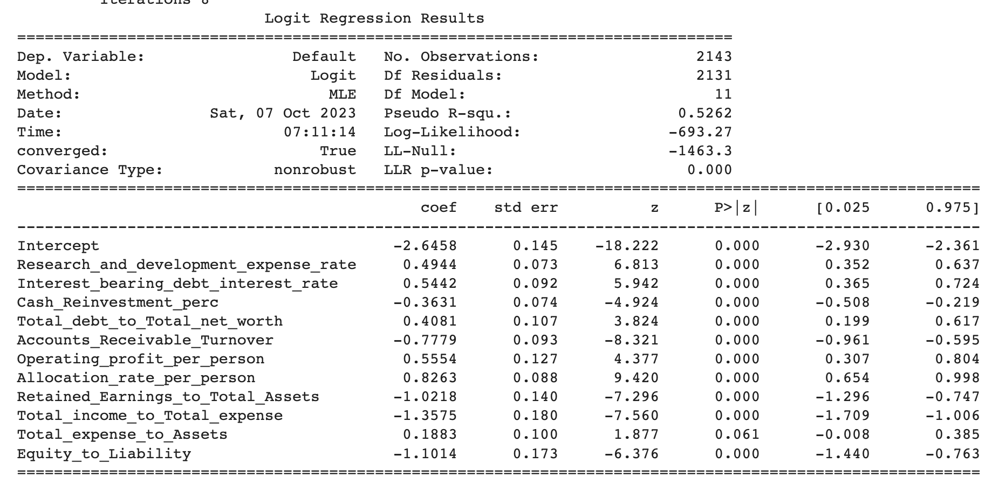 Iterations 8
Logit Regression Results
==============================================================================
Dep. Variable: Default No. Observations: 2143
Model: Logit Df Residuals: 2131
Method: MLE Df Model: 11
Date: Sat, 07 Oct 2023 Pseudo R-squ.: 0.5262
Time: 07:11:14 Log-Likelihood: -693.27
converged: True LL-Null: -1463.3
Covariance Type: nonrobust LLR p-value: 0.000
=========================================================================================================
coef std err z P>|z| [0.025 0.975]
---------------------------------------------------------------------------------------------------------
Intercept -2.6458 0.145 -18.222 0.000 -2.930 -2.361
Research_and_development_expense_rate 0.4944 0.073 6.813 0.000 0.352 0.637
Interest_bearing_debt_interest_rate 0.5442 0.092 5.942 0.000 0.365 0.724
Cash_Reinvestment_perc -0.3631 0.074 -4.924 0.000 -0.508 -0.219
Total_debt_to_Total_net_worth 0.4081 0.107 3.824 0.000 0.199 0.617
Accounts_Receivable_Turnover -0.7779 0.093 -8.321 0.000 -0.961 -0.595
Operating_profit_per_person 0.5554 0.127 4.377 0.000 0.307 0.804
Allocation_rate_per_person 0.8263 0.088 9.420 0.000 0.654 0.998
Retained_Earnings_to_Total_Assets -1.0218 0.140 -7.296 0.000 -1.296 -0.747
Total_income_to_Total_expense -1.3575 0.180 -7.560 0.000 -1.709 -1.006
Total_expense_to_Assets 0.1883 0.100 1.877 0.061 -0.008 0.385
Equity_to_Liability -1.1014 0.173 -6.376 0.000 -1.440 -0.763
=========================================================================================================